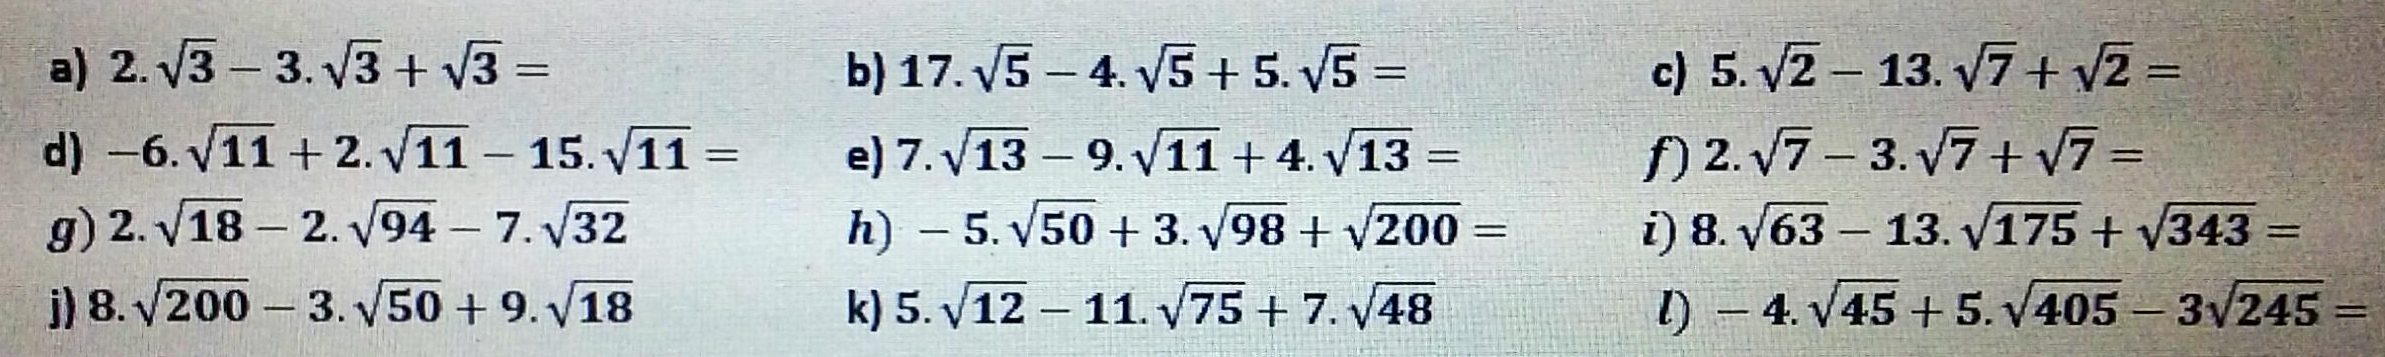 a) 2.√3 – 3.√3 + √3 = b) 17.√5 – 4.√5 + 5.√5 = c) 5.√2 – 13.√7 + √2 =
d) –6.√11 + 2.√11 – 15.√11 = e) 7.√13 – 9.√11 + 4.√13 = f) 2.√7 – 3.√7 + √7 =
g) 2.√18 – 2.√94 – 7.√32 h) – 5.√50 + 3.√98 + √200 = i) 8.√63 – 13.√175 + √343 =
j) 8.√200 – 3.√50 + 9.√18 k) 5.√12 – 11.√75 + 7.√48 l) – 4.√45 + 5.√405 – 3√245 =